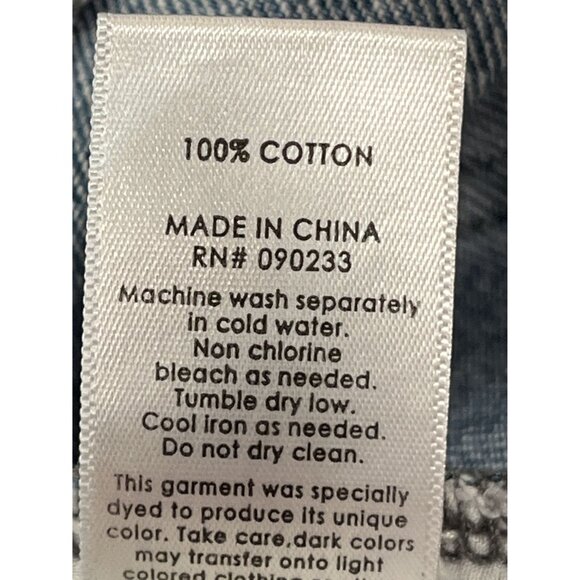 100% COTTON
MADE IN CHINA
RN# 090233
Machine wash separately
in cold water.
Non chlorine
bleach as needed.
Tumble dry low.
Cool iron as needed.
Do not dry clean.
This garment was specially
dyed to produce its unique
color. Take care,dark colors
may transfer onto light
colored clothing